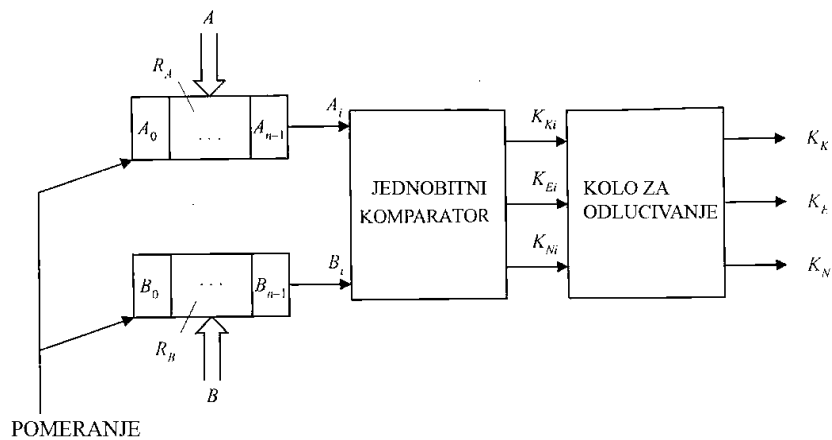 A
R_A
A_0 ... A_{n-1}
A_i
JEDNOBITNI
KOMPARATOR
K_{Ki}
K_{Ei}
K_{Ni}
KOLO ZA
ODLUCIVANJE
K_K
K_E
K_N
B_0 ... B_{n-1}
B_i
R_B
B
POMERANJE